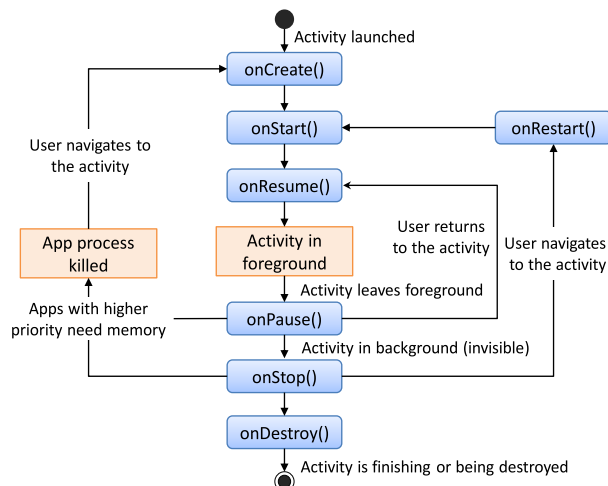 Activity launched
onCreate()
onStart()
onRestart()
User navigates to
the activity
onResume()
App process
killed
Activity in
foreground
User returns
to the activity
User navigates
to the activity
Activity leaves foreground
Apps with higher
priority need memory
onPause()
Activity in background (invisible)
onStop()
onDestroy()
Activity is finishing or being destroyed